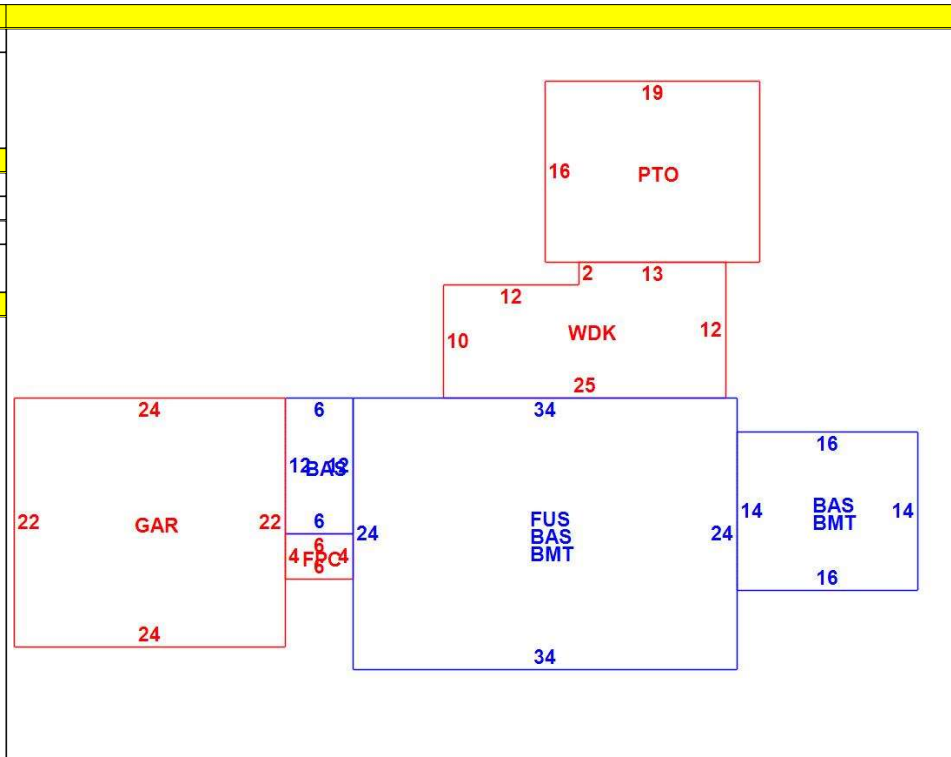 19
16 PTO
2 13
12
WDK
10 12
25
24 6 34
16
12 BAS 12
14 BAS 14
BMT
22 GAR 22
6
24 FUS 24
BAS
BMT
6
4 FPC 4
6
16
24
34